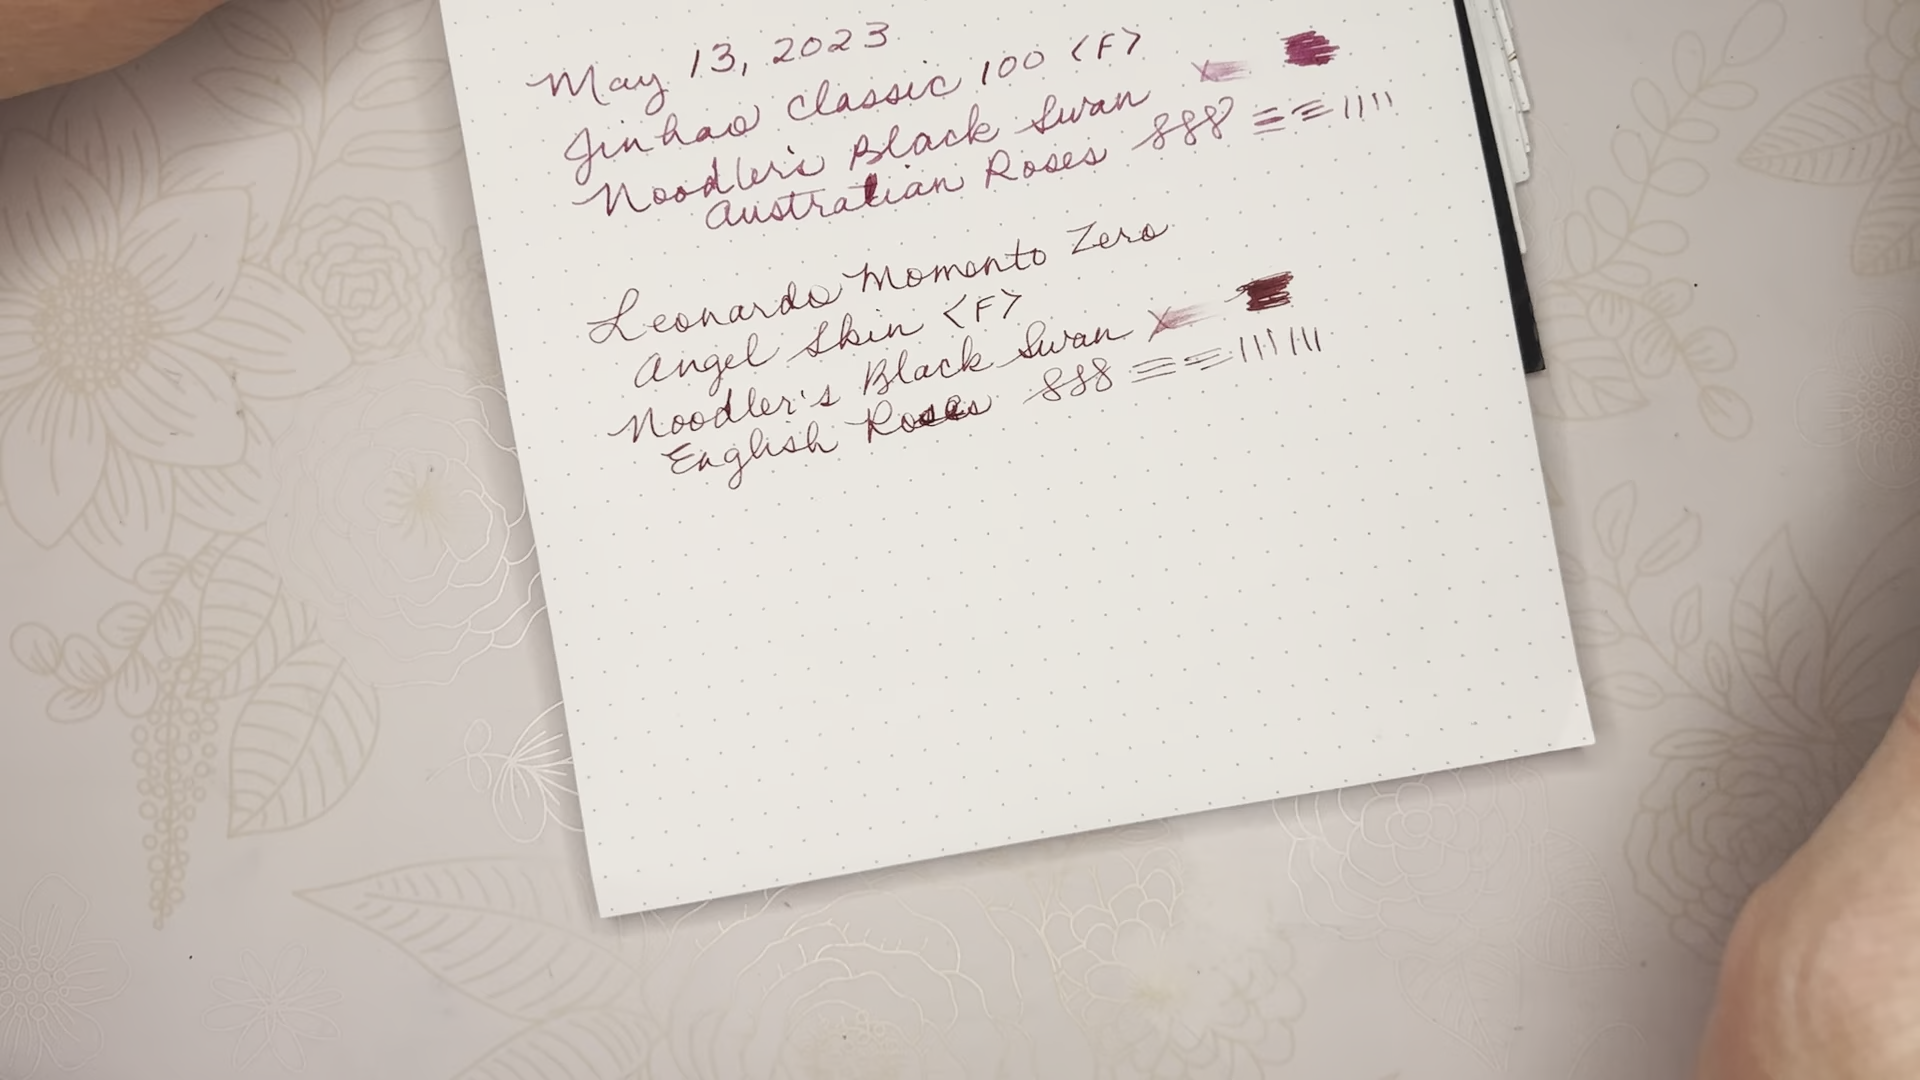 May 13, 2023
Jinhao Classic 100 <F>
Noodler's Black Swan
Australian Roses
Leonardo Momento Zero
Angel Skin <F>
Noodler's Black Swan
English Roses